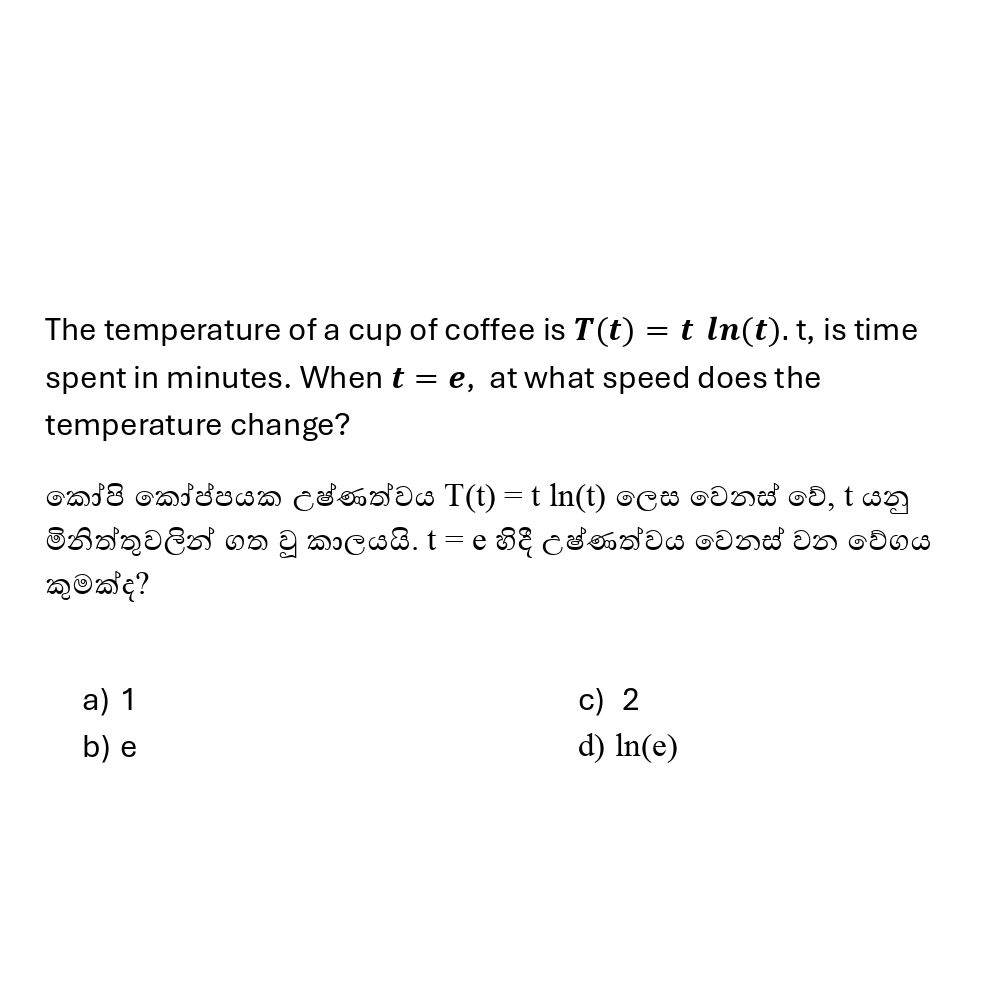 The temperature of a cup of coffee is T(t) = t ln(t). t, is time
spent in minutes. When t = e, at what speed does the
temperature change?
කෝපි කෝප්පයක උෂ්ණත්වය T(t) = t ln(t) ලෙස වෙනස් වේ, t යනු
මිනිත්තුවලින් ගත වූ කාලයයි. t = e හිදී උෂ්ණත්වය වෙනස් වන වේගය
කුමක්ද?
a) 1
b) e
c) 2
d) ln(e)